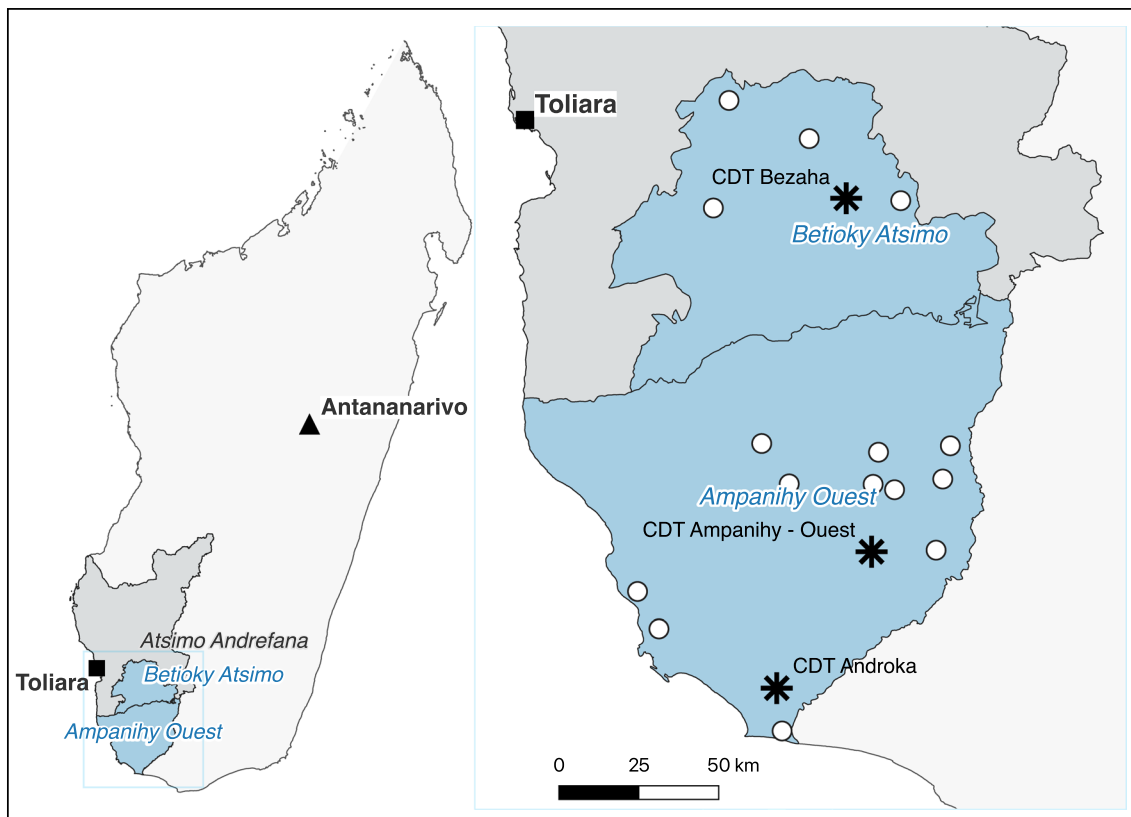 Antananarivo
Atsimo Andrefana
Toliara
Betioky Atsimo
Ampanihy Ouest
Toliara
CDT Bezaha
Betioky Atsimo
Ampanihy Ouest
CDT Ampanihy - Ouest
CDT Androka
0 25 50 km